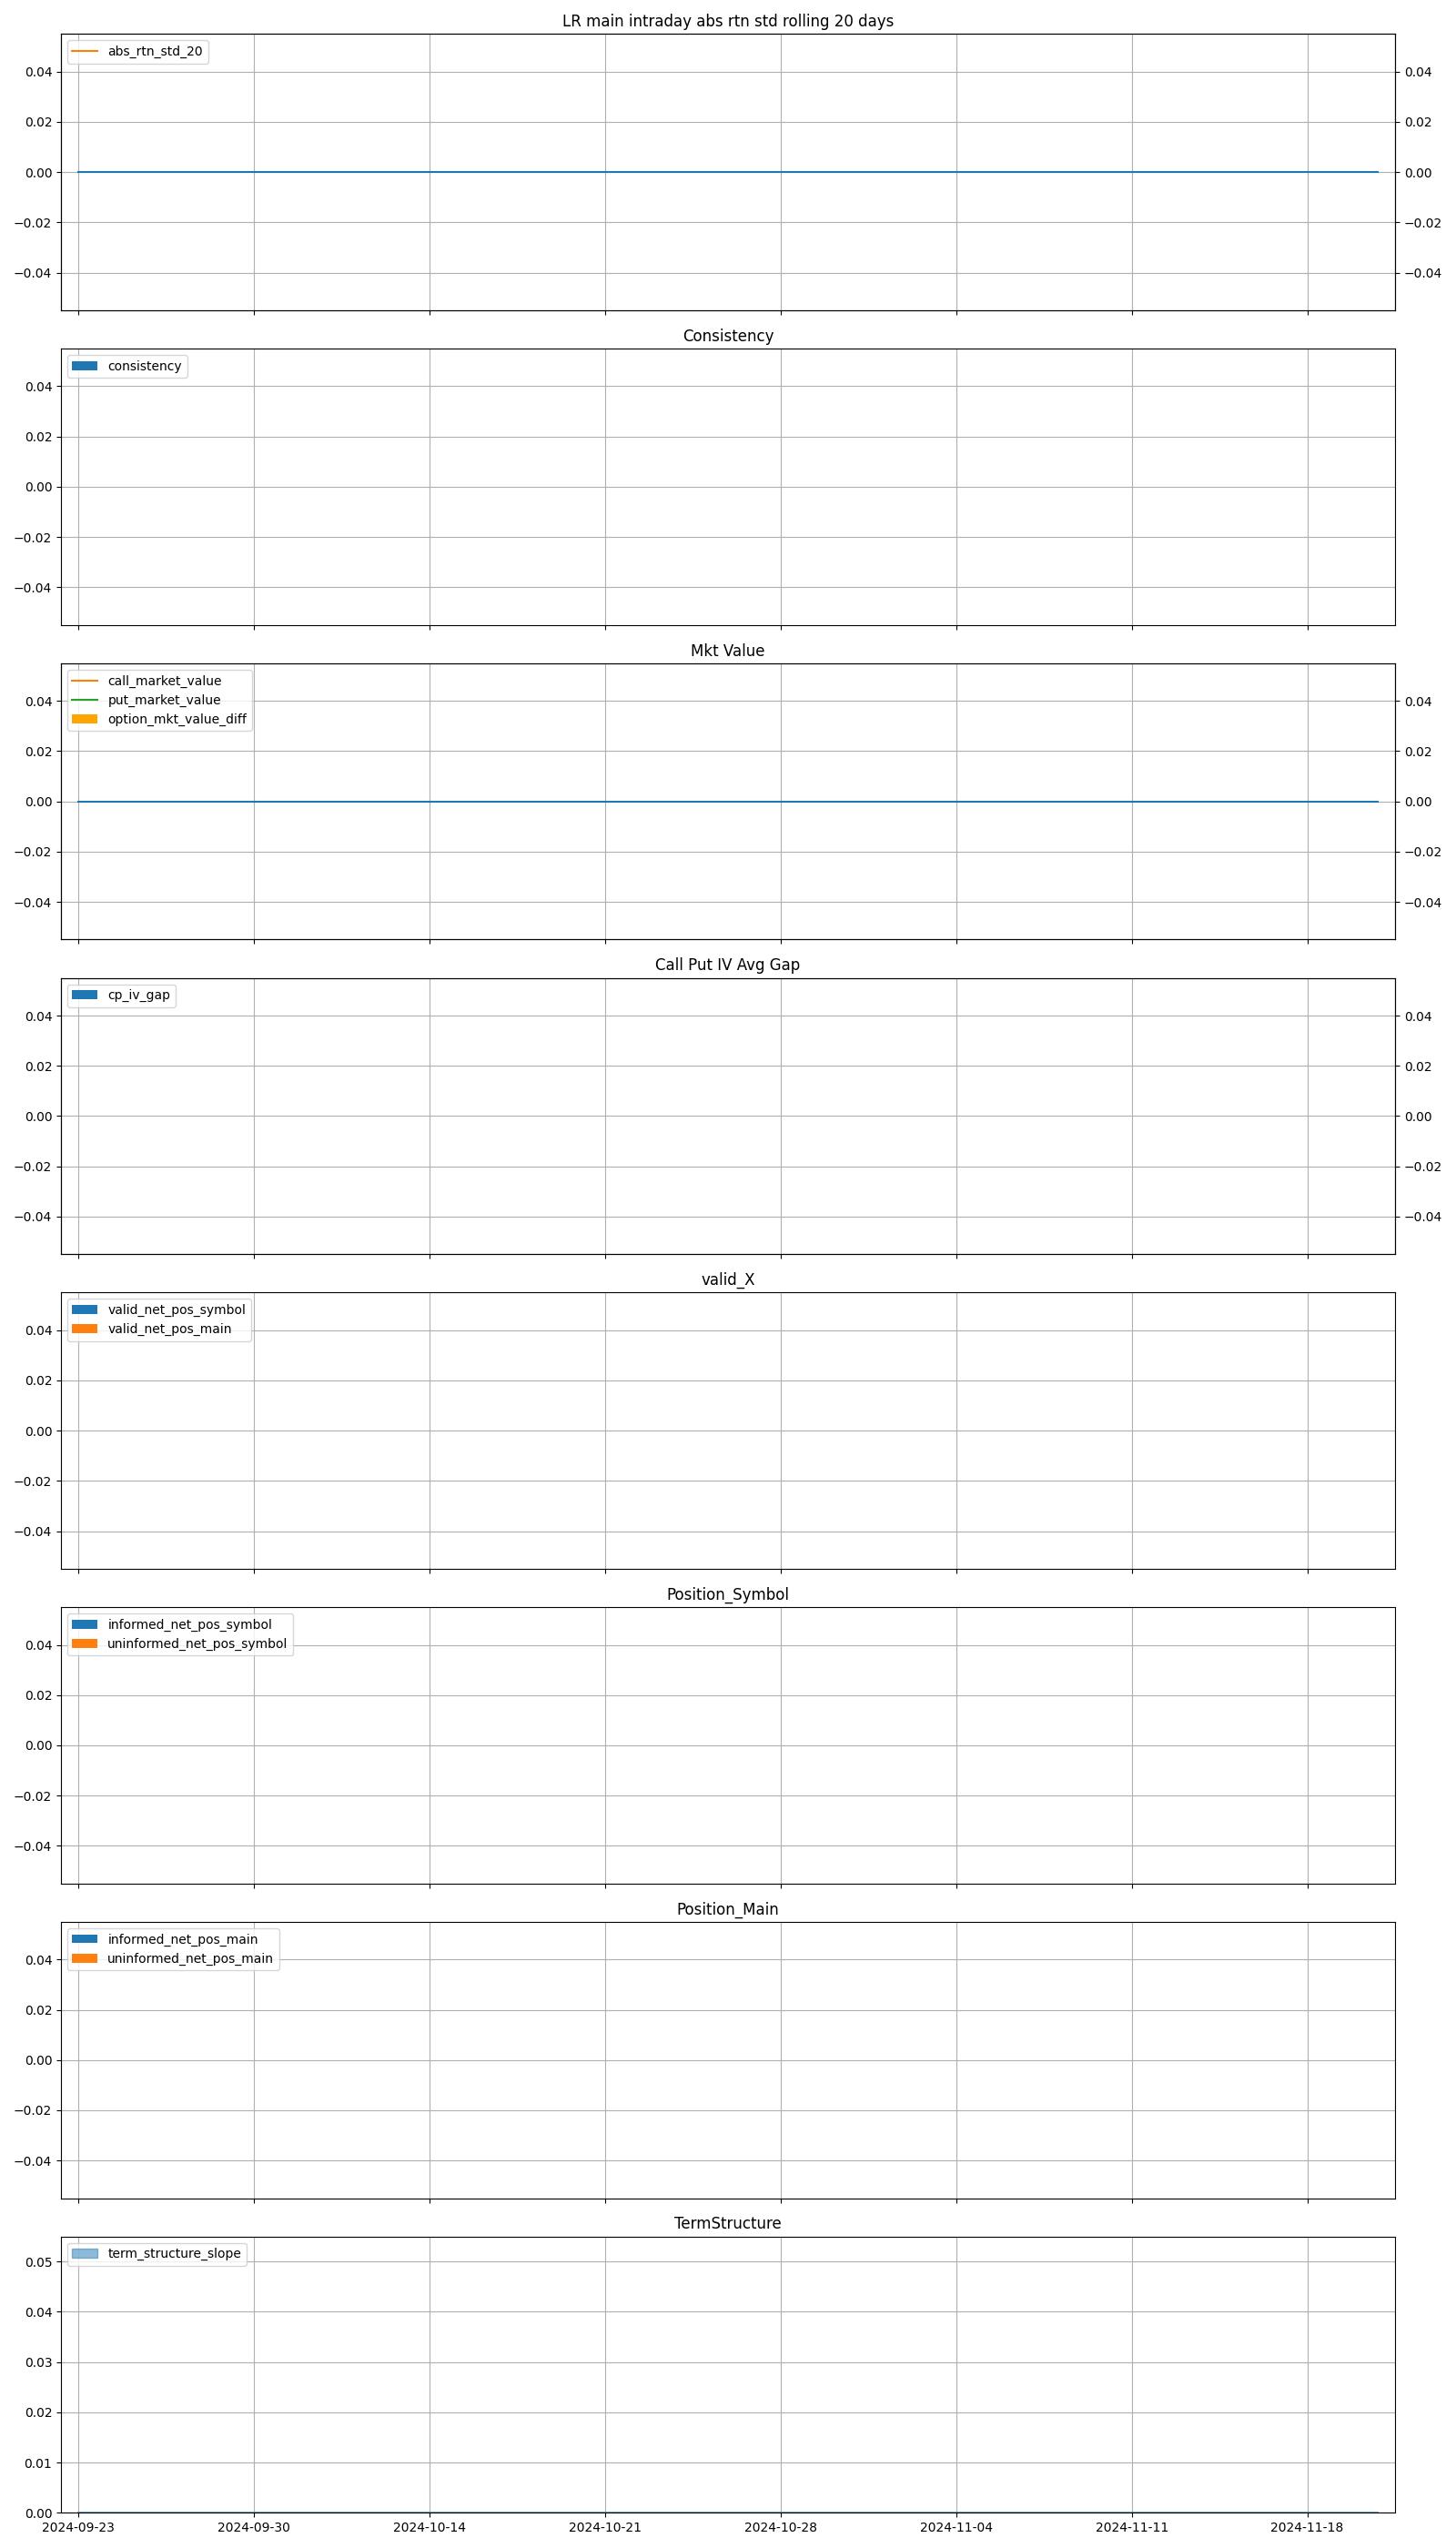 LR main intraday abs rtn std rolling 20 days
abs_rtn_std_20
0.04 0.04
0.02 0.02
0.00 0.00
−0.02 −0.02
−0.04 −0.04
Consistency
consistency
0.04
0.02
0.00
−0.02
−0.04
Mkt Value
call_market_value
put_market_value
option_mkt_value_diff
0.04 0.04
0.02 0.02
0.00 0.00
−0.02 −0.02
−0.04 −0.04
Call Put IV Avg Gap
cp_iv_gap
0.04 0.04
0.02 0.02
0.00 0.00
−0.02 −0.02
−0.04 −0.04
valid_X
valid_net_pos_symbol
valid_net_pos_main
0.04
0.02
0.00
−0.02
−0.04
Position_Symbol
informed_net_pos_symbol
uninformed_net_pos_symbol
0.04
0.02
0.00
−0.02
−0.04
Position_Main
informed_net_pos_main
uninformed_net_pos_main
0.04
0.02
0.00
−0.02
−0.04
TermStructure
term_structure_slope
0.05
0.04
0.03
0.02
0.01
0.00
2024-09-23 2024-09-30 2024-10-14 2024-10-21 2024-10-28 2024-11-04 2024-11-11 2024-11-18